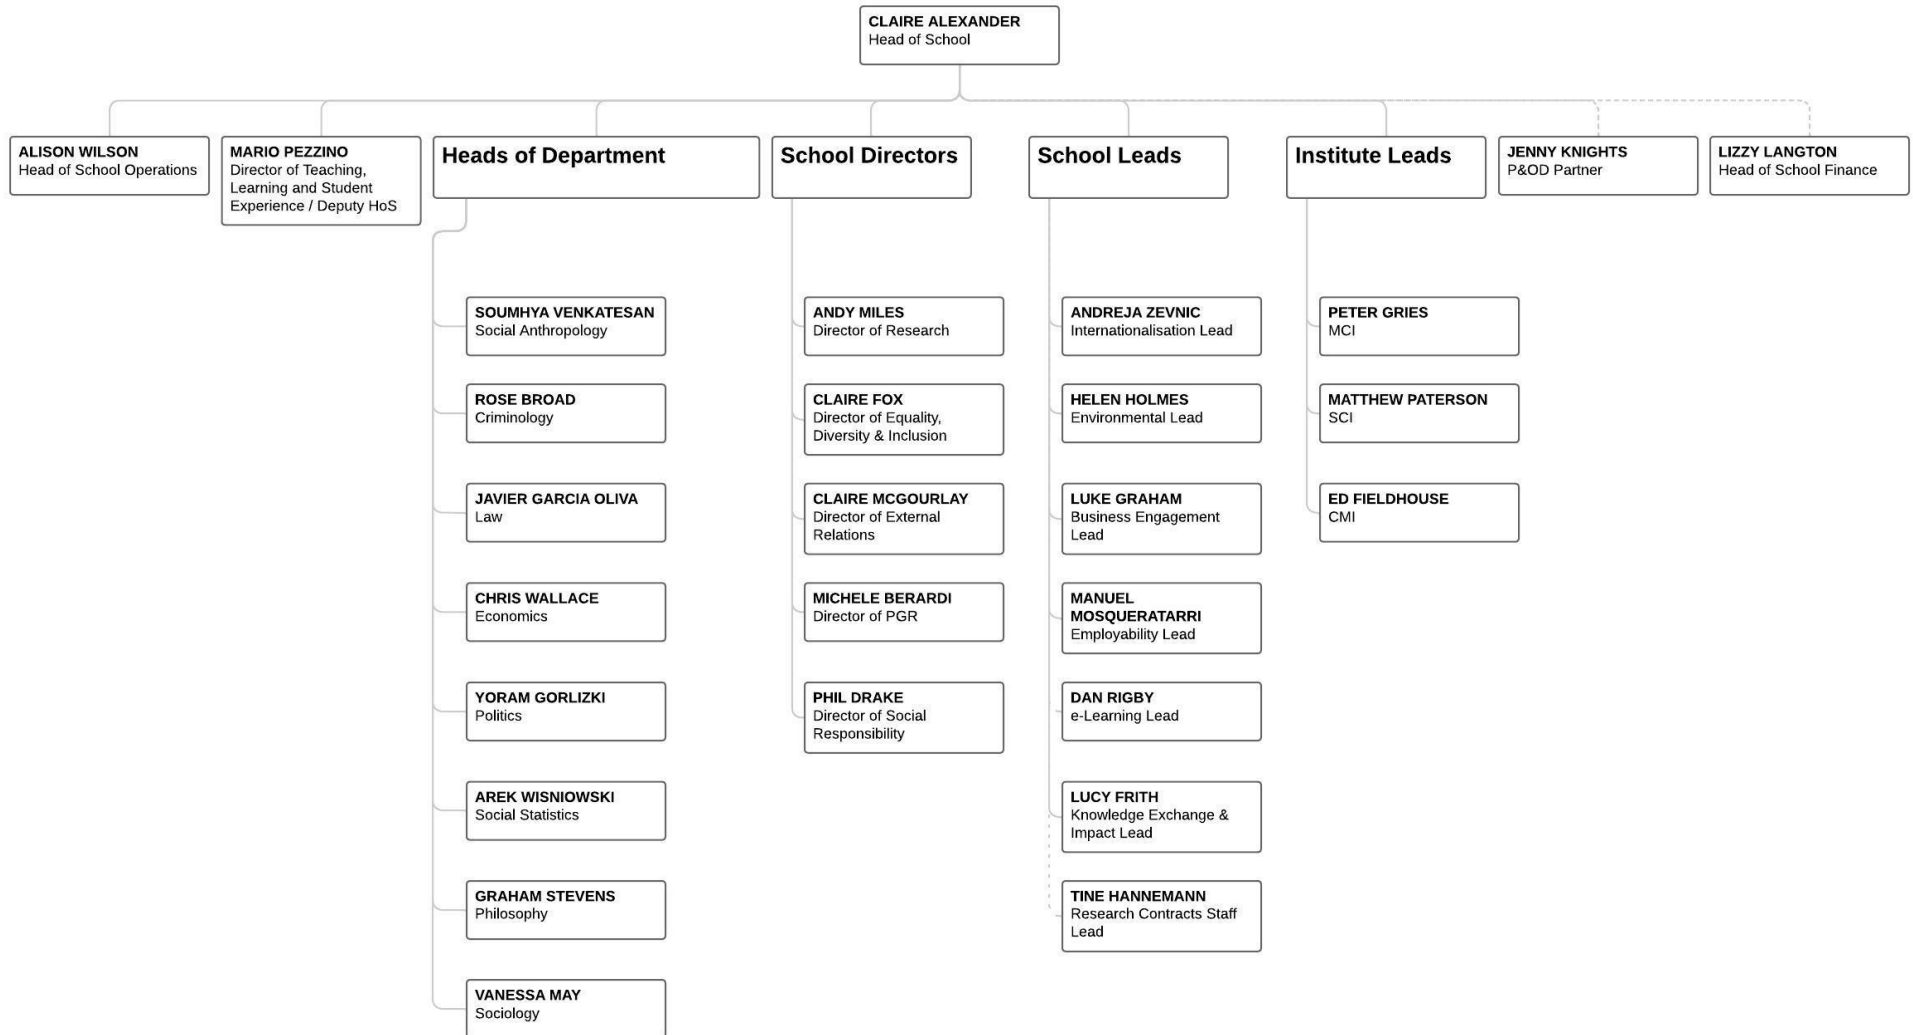 CLAIRE ALEXANDER
Head of School
ALISON WILSON
Head of School Operations
MARIO PEZZINO
Director of Teaching,
Learning and Student
Experience / Deputy HoS
Heads of Department
School Directors
School Leads
Institute Leads
JENNY KNIGHTS
P&OD Partner
LIZZY LANGTON
Head of School Finance
SOUMHYA VENKATESAN
Social Anthropology
ROSE BROAD
Criminology
JAVIER GARCIA OLIVA
Law
CHRIS WALLACE
Economics
YORAM GORLIZKI
Politics
AREK WISNIOWSKI
Social Statistics
GRAHAM STEVENS
Philosophy
VANESSA MAY
Sociology
ANDY MILES
Director of Research
CLAIRE FOX
Director of Equality,
Diversity & Inclusion
CLAIRE MCGOURLAY
Director of External
Relations
MICHELE BERARDI
Director of PGR
PHIL DRAKE
Director of Social
Responsibility
ANDREJA ZEVNIC
Internationalisation Lead
HELEN HOLMES
Environmental Lead
LUKE GRAHAM
Business Engagement
Lead
MANUEL
MOSQUERATARRI
Employability Lead
DAN RIGBY
e-Learning Lead
LUCY FRITH
Knowledge Exchange &
Impact Lead
TINE HANNEMANN
Research Contracts Staff
Lead
PETER GRIES
MCI
MATTHEW PATERSON
SCI
ED FIELDHOUSE
CMI